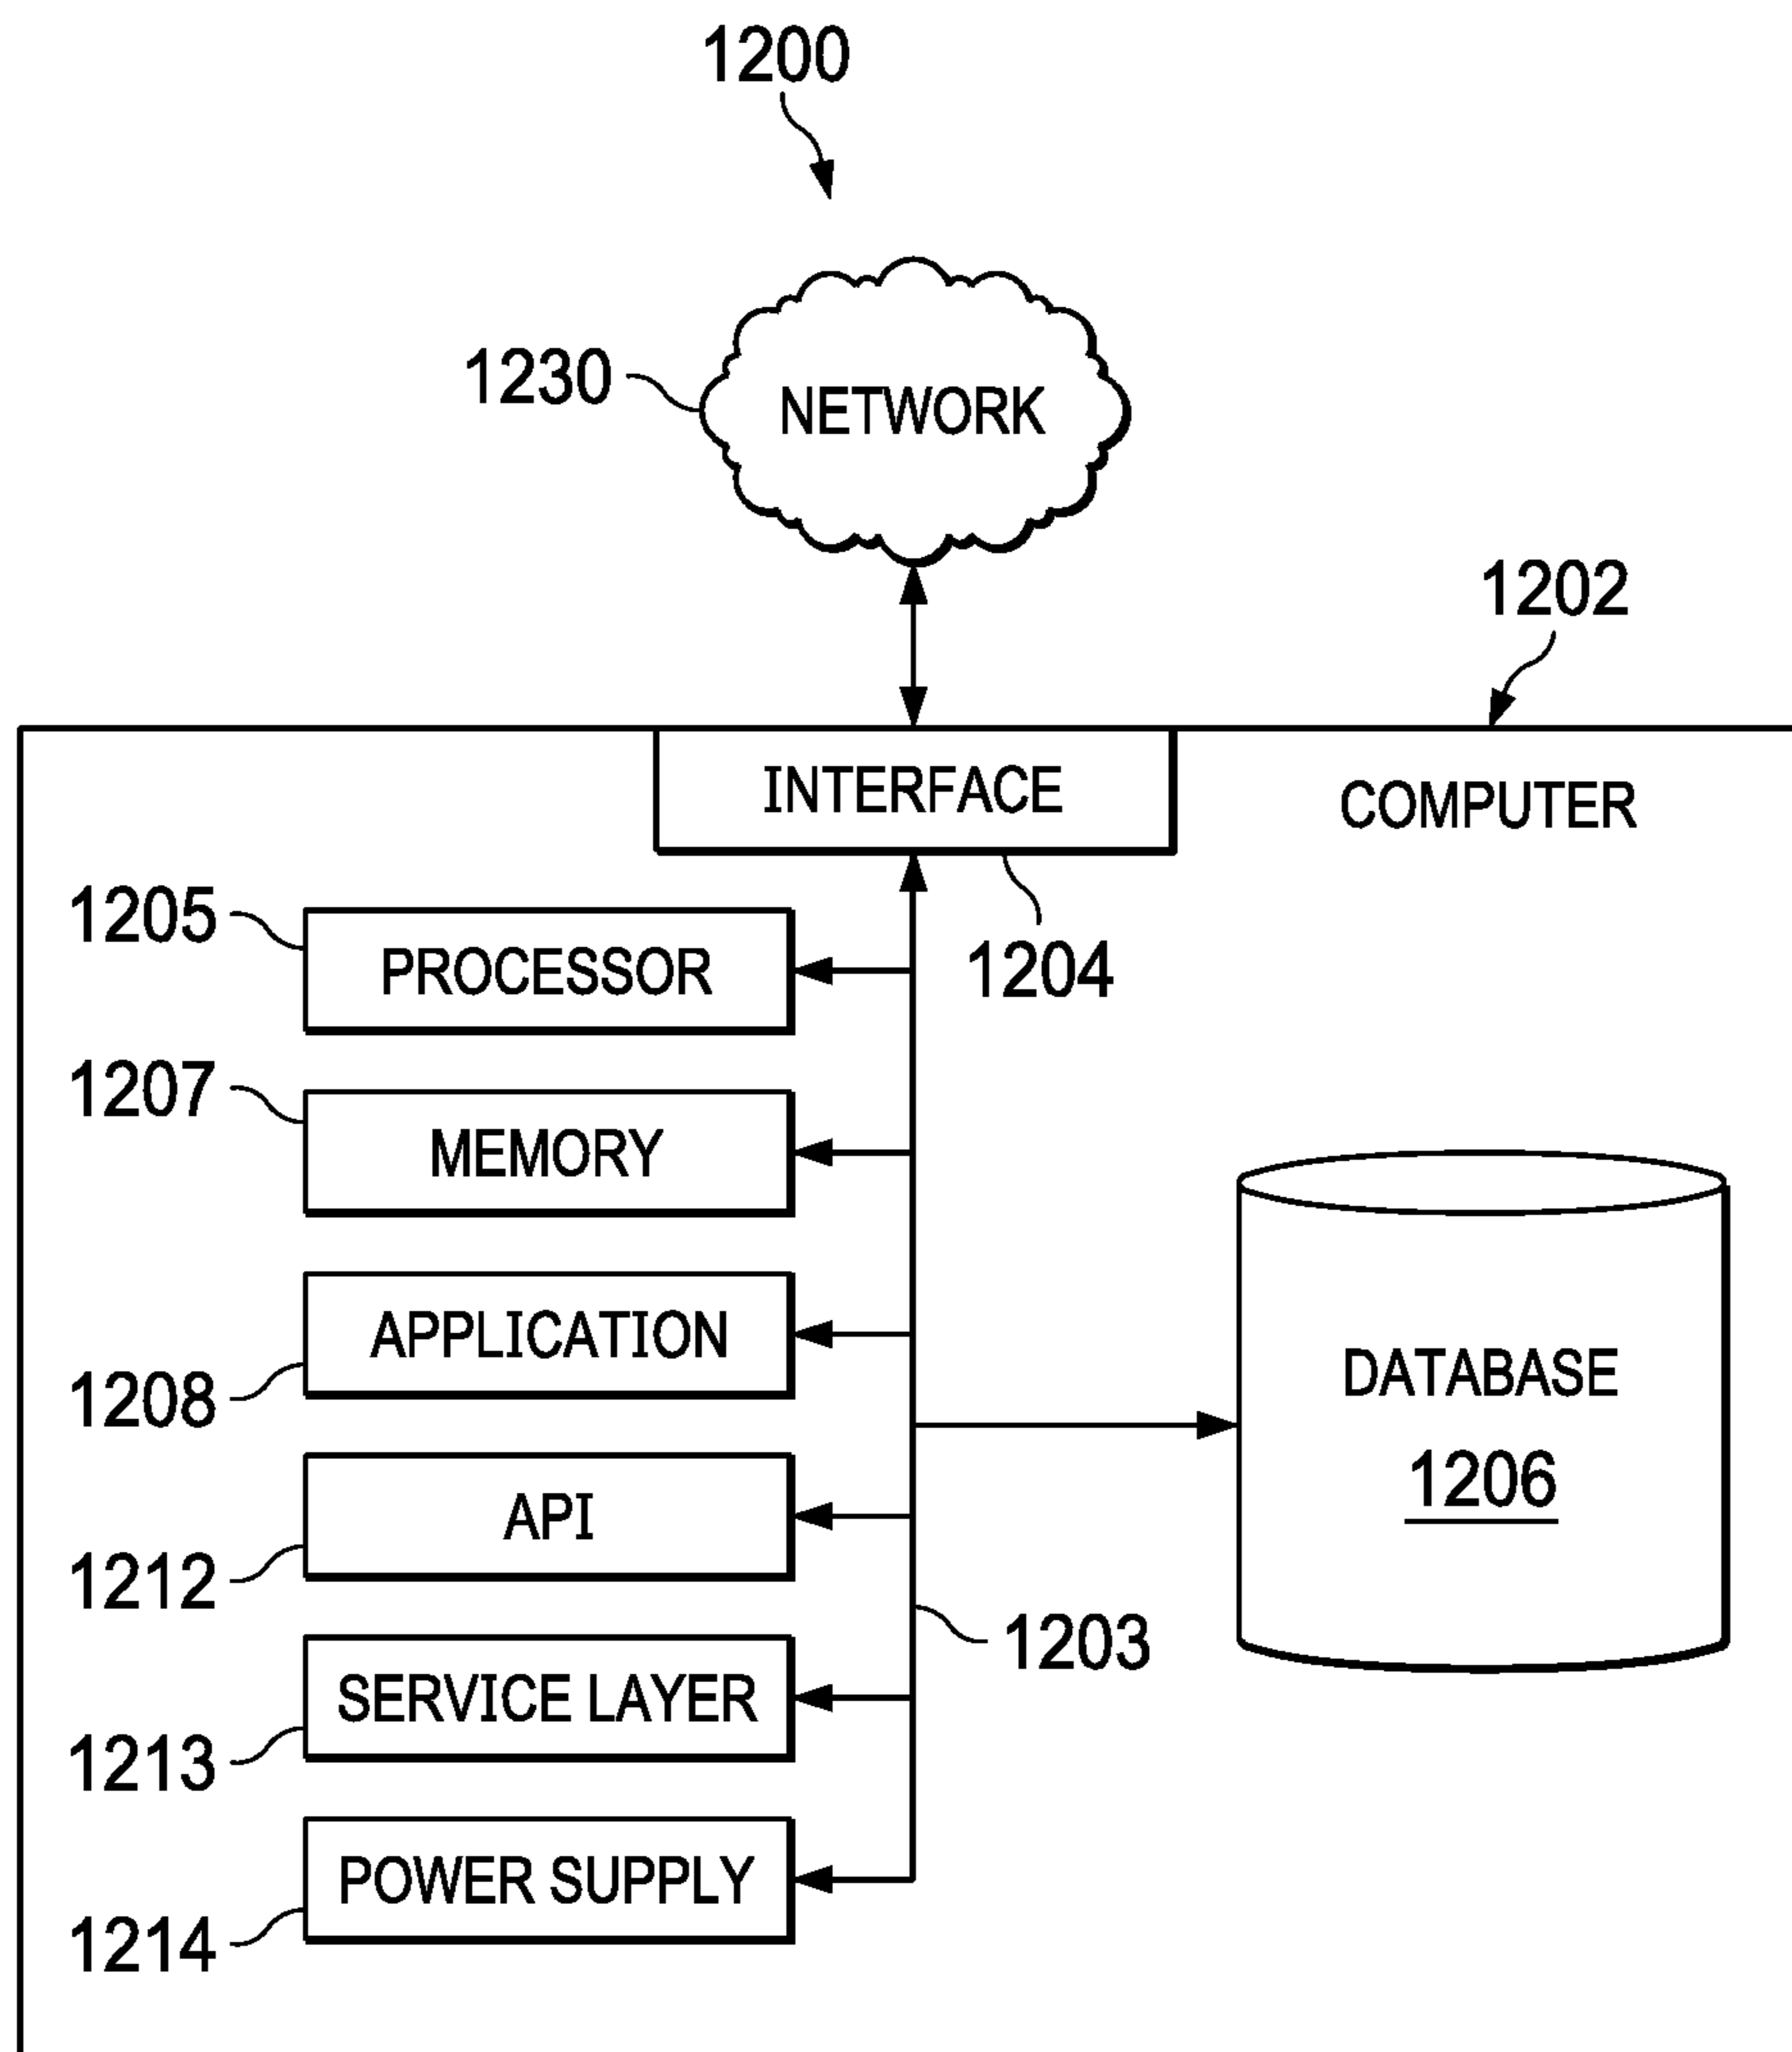 1200
1230
NETWORK
1202
INTERFACE
COMPUTER
1205
PROCESSOR
1204
1207
MEMORY
APPLICATION
1208
DATABASE
1206
API
1212
1203
SERVICE LAYER
1213
POWER SUPPLY
1214